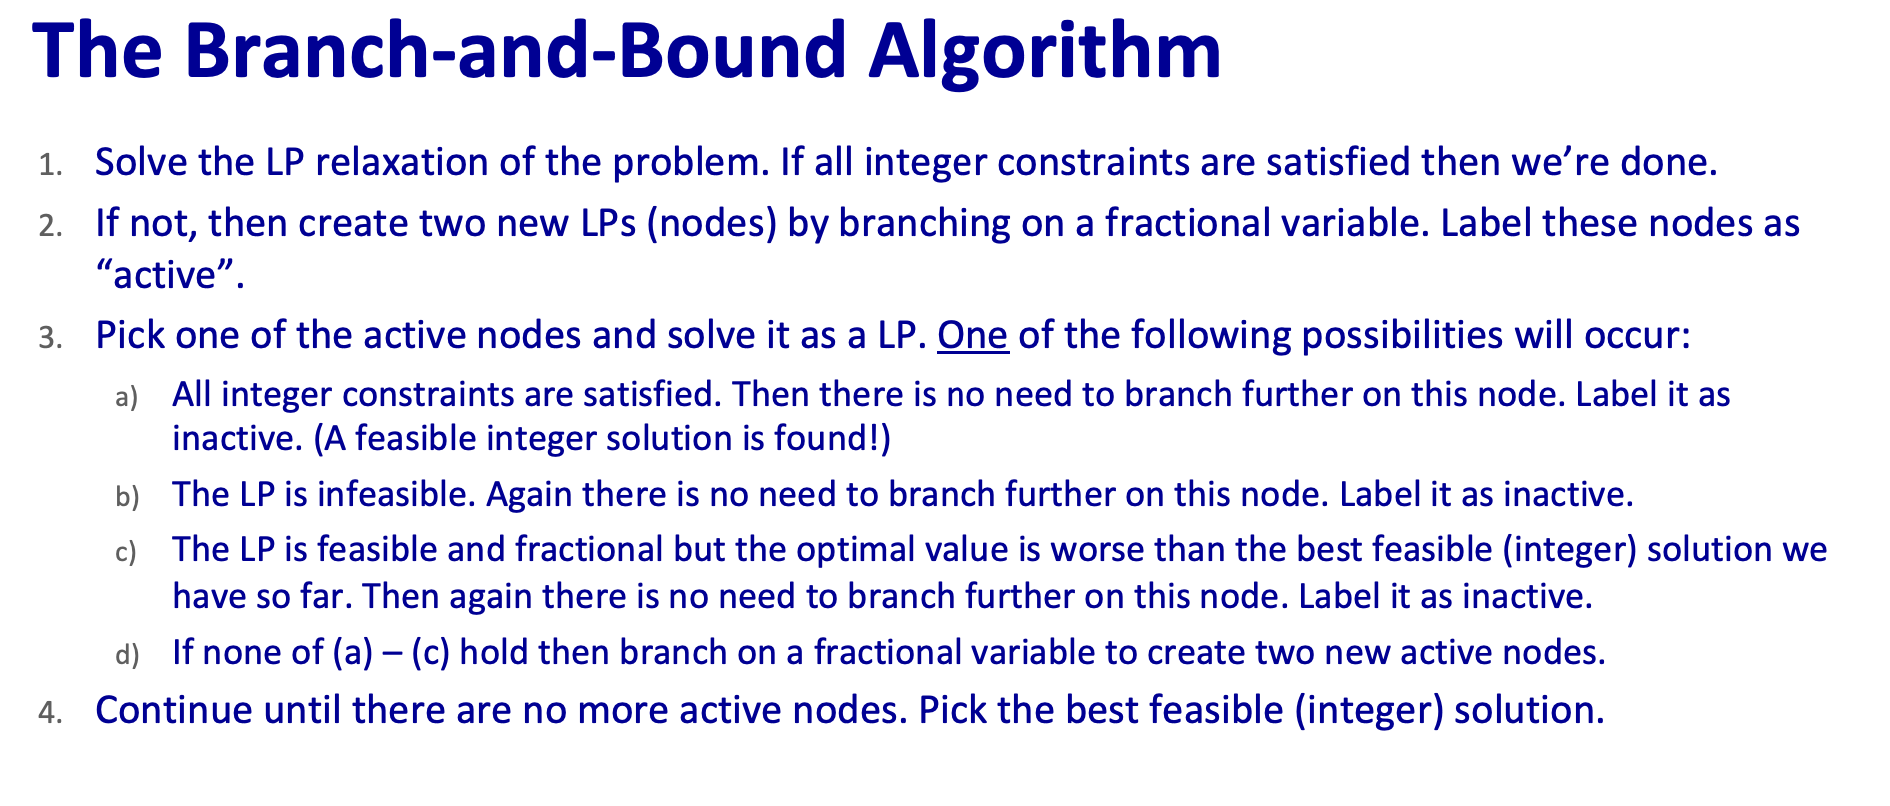 The Branch-and-Bound Algorithm
1. Solve the LP relaxation of the problem. If all integer constraints are satisfied then we’re done.
2. If not, then create two new LPs (nodes) by branching on a fractional variable. Label these nodes as
“active”.
3. Pick one of the active nodes and solve it as a LP. One of the following possibilities will occur:
a) All integer constraints are satisfied. Then there is no need to branch further on this node. Label it as
inactive. (A feasible integer solution is found!)
b) The LP is infeasible. Again there is no need to branch further on this node. Label it as inactive.
c) The LP is feasible and fractional but the optimal value is worse than the best feasible (integer) solution we
have so far. Then again there is no need to branch further on this node. Label it as inactive.
d) If none of (a) – (c) hold then branch on a fractional variable to create two new active nodes.
4. Continue until there are no more active nodes. Pick the best feasible (integer) solution.